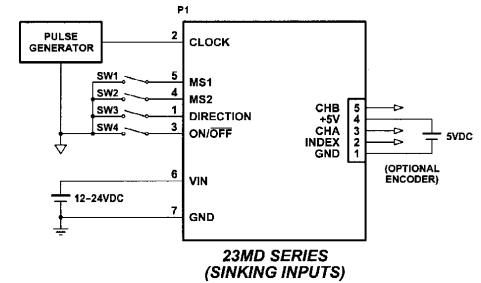 P1
PULSE
GENERATOR
2 CLOCK
SW1 5 MS1
SW2 4 MS2
SW3 1 DIRECTION
SW4 3 ON/OFF
6 VIN
12–24VDC
7 GND
CHB 5
+5V 4
CHA 3
INDEX 2
GND 1
5VDC
(OPTIONAL
ENCODER)
23MD SERIES
(SINKING INPUTS)